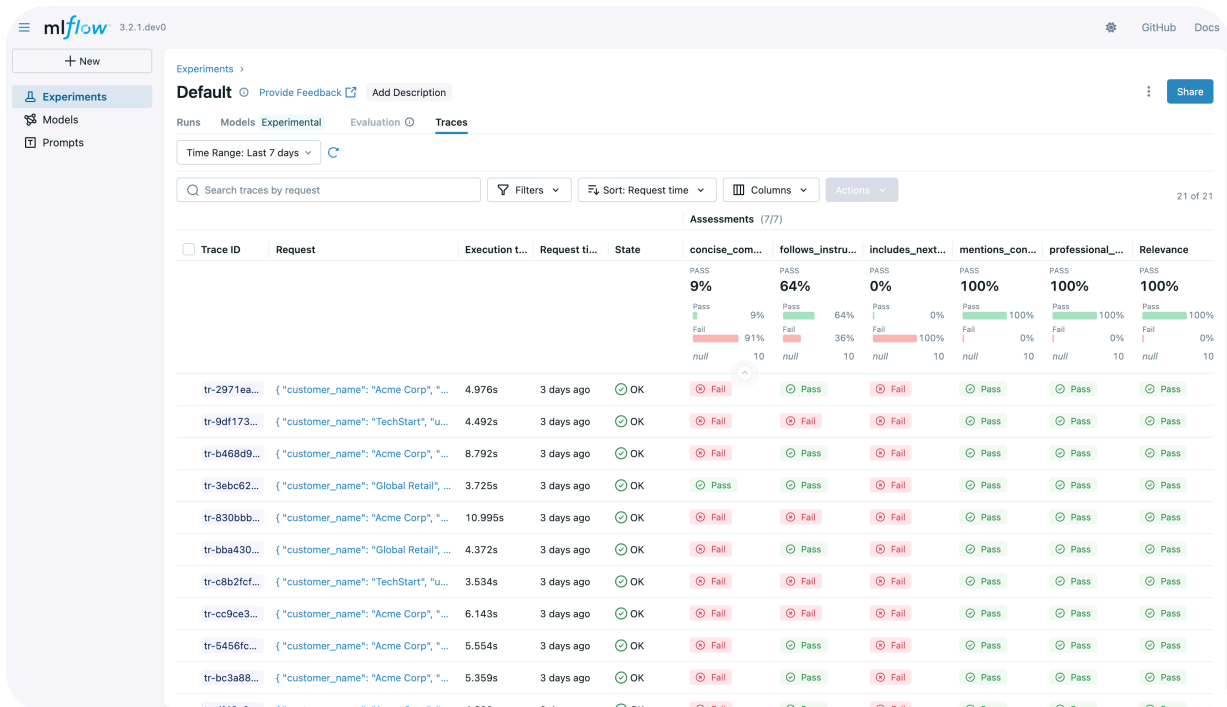 mlflow 3.2.1.dev0 GitHub Docs
+ New
Experiments
Models
Prompts
Experiments ›
Default Provide Feedback Add Description Share
Runs Models Experimental Evaluation Traces
Time Range: Last 7 days
Search traces by request Filters Sort: Request time Columns Actions 21 of 21
Assessments (7/7)
Trace ID Request Execution t... Request ti... State concise_com... follows_instru... includes_next... mentions_con... professional_... Relevance
PASS PASS PASS PASS PASS PASS
9% 64% 0% 100% 100% 100%
Pass Pass Pass Pass Pass Pass
9% 64% 0% 100% 100% 100%
Fail Fail Fail Fail Fail Fail
91% 36% 100% 0% 0% 0%
null 10 null 10 null 10 null 10 null 10 null 10
tr-2971ea... { "customer_name": "Acme Corp", "... 4.976s 3 days ago OK Fail Pass Fail Pass Pass Pass
tr-9df173... { "customer_name": "TechStart", "u... 4.492s 3 days ago OK Fail Fail Fail Pass Pass Pass
tr-b468d9... { "customer_name": "Acme Corp", "... 8.792s 3 days ago OK Fail Pass Fail Pass Pass Pass
tr-3ebc62... { "customer_name": "Global Retail", ... 3.725s 3 days ago OK Pass Pass Fail Pass Pass Pass
tr-830bbb... { "customer_name": "Acme Corp", "... 10.995s 3 days ago OK Fail Fail Fail Pass Pass Pass
tr-bba430... { "customer_name": "Global Retail", ... 4.372s 3 days ago OK Fail Pass Fail Pass Pass Pass
tr-c8b2fcf... { "customer_name": "TechStart", "u... 3.534s 3 days ago OK Fail Fail Fail Pass Pass Pass
tr-cc9ce3... { "customer_name": "Acme Corp", "... 6.143s 3 days ago OK Fail Fail Fail Pass Pass Pass
tr-5456fc... { "customer_name": "Acme Corp", "... 5.554s 3 days ago OK Fail Pass Fail Pass Pass Pass
tr-bc3a88... { "customer_name": "Acme Corp", "... 5.359s 3 days ago OK Fail Pass Fail Pass Pass Pass